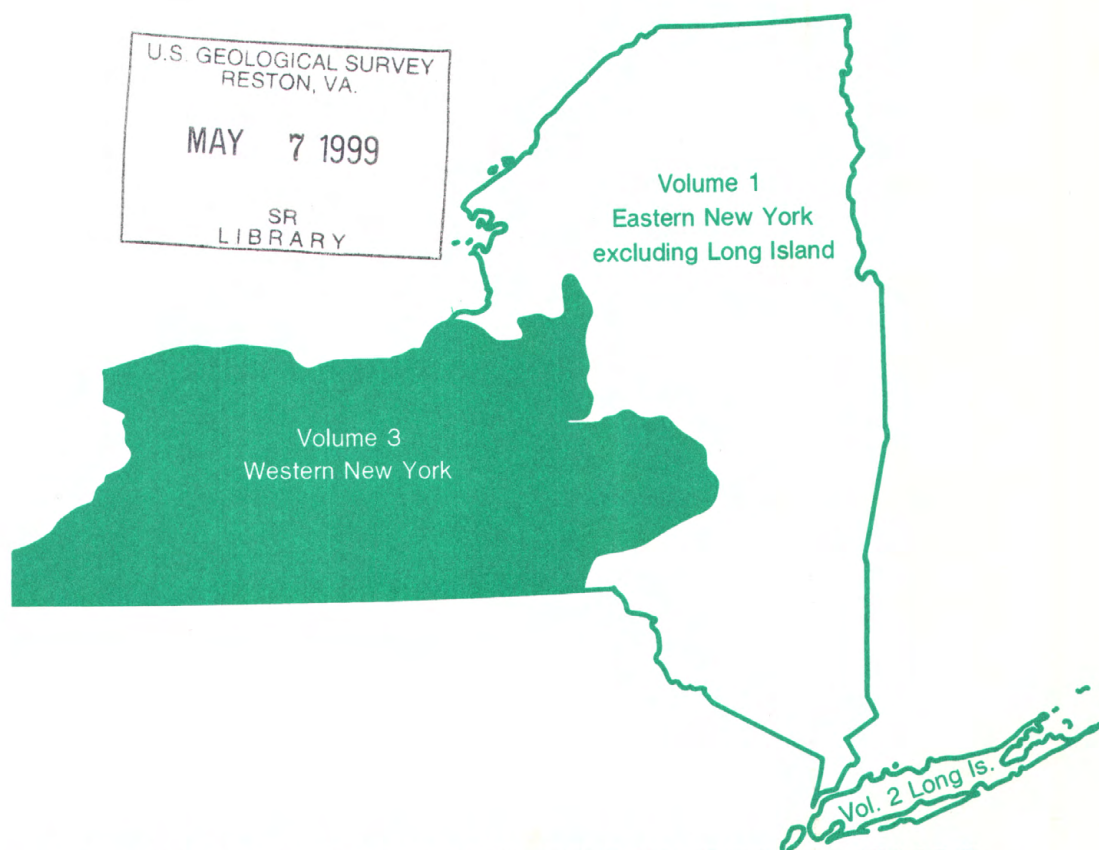 U.S. GEOLOGICAL SURVEY
RESTON, VA.
MAY 7 1999
SR
LIBRARY
Volume 1
Eastern New York
excluding Long Island
Volume 3
Western New York
Vol. 2 Long Is.